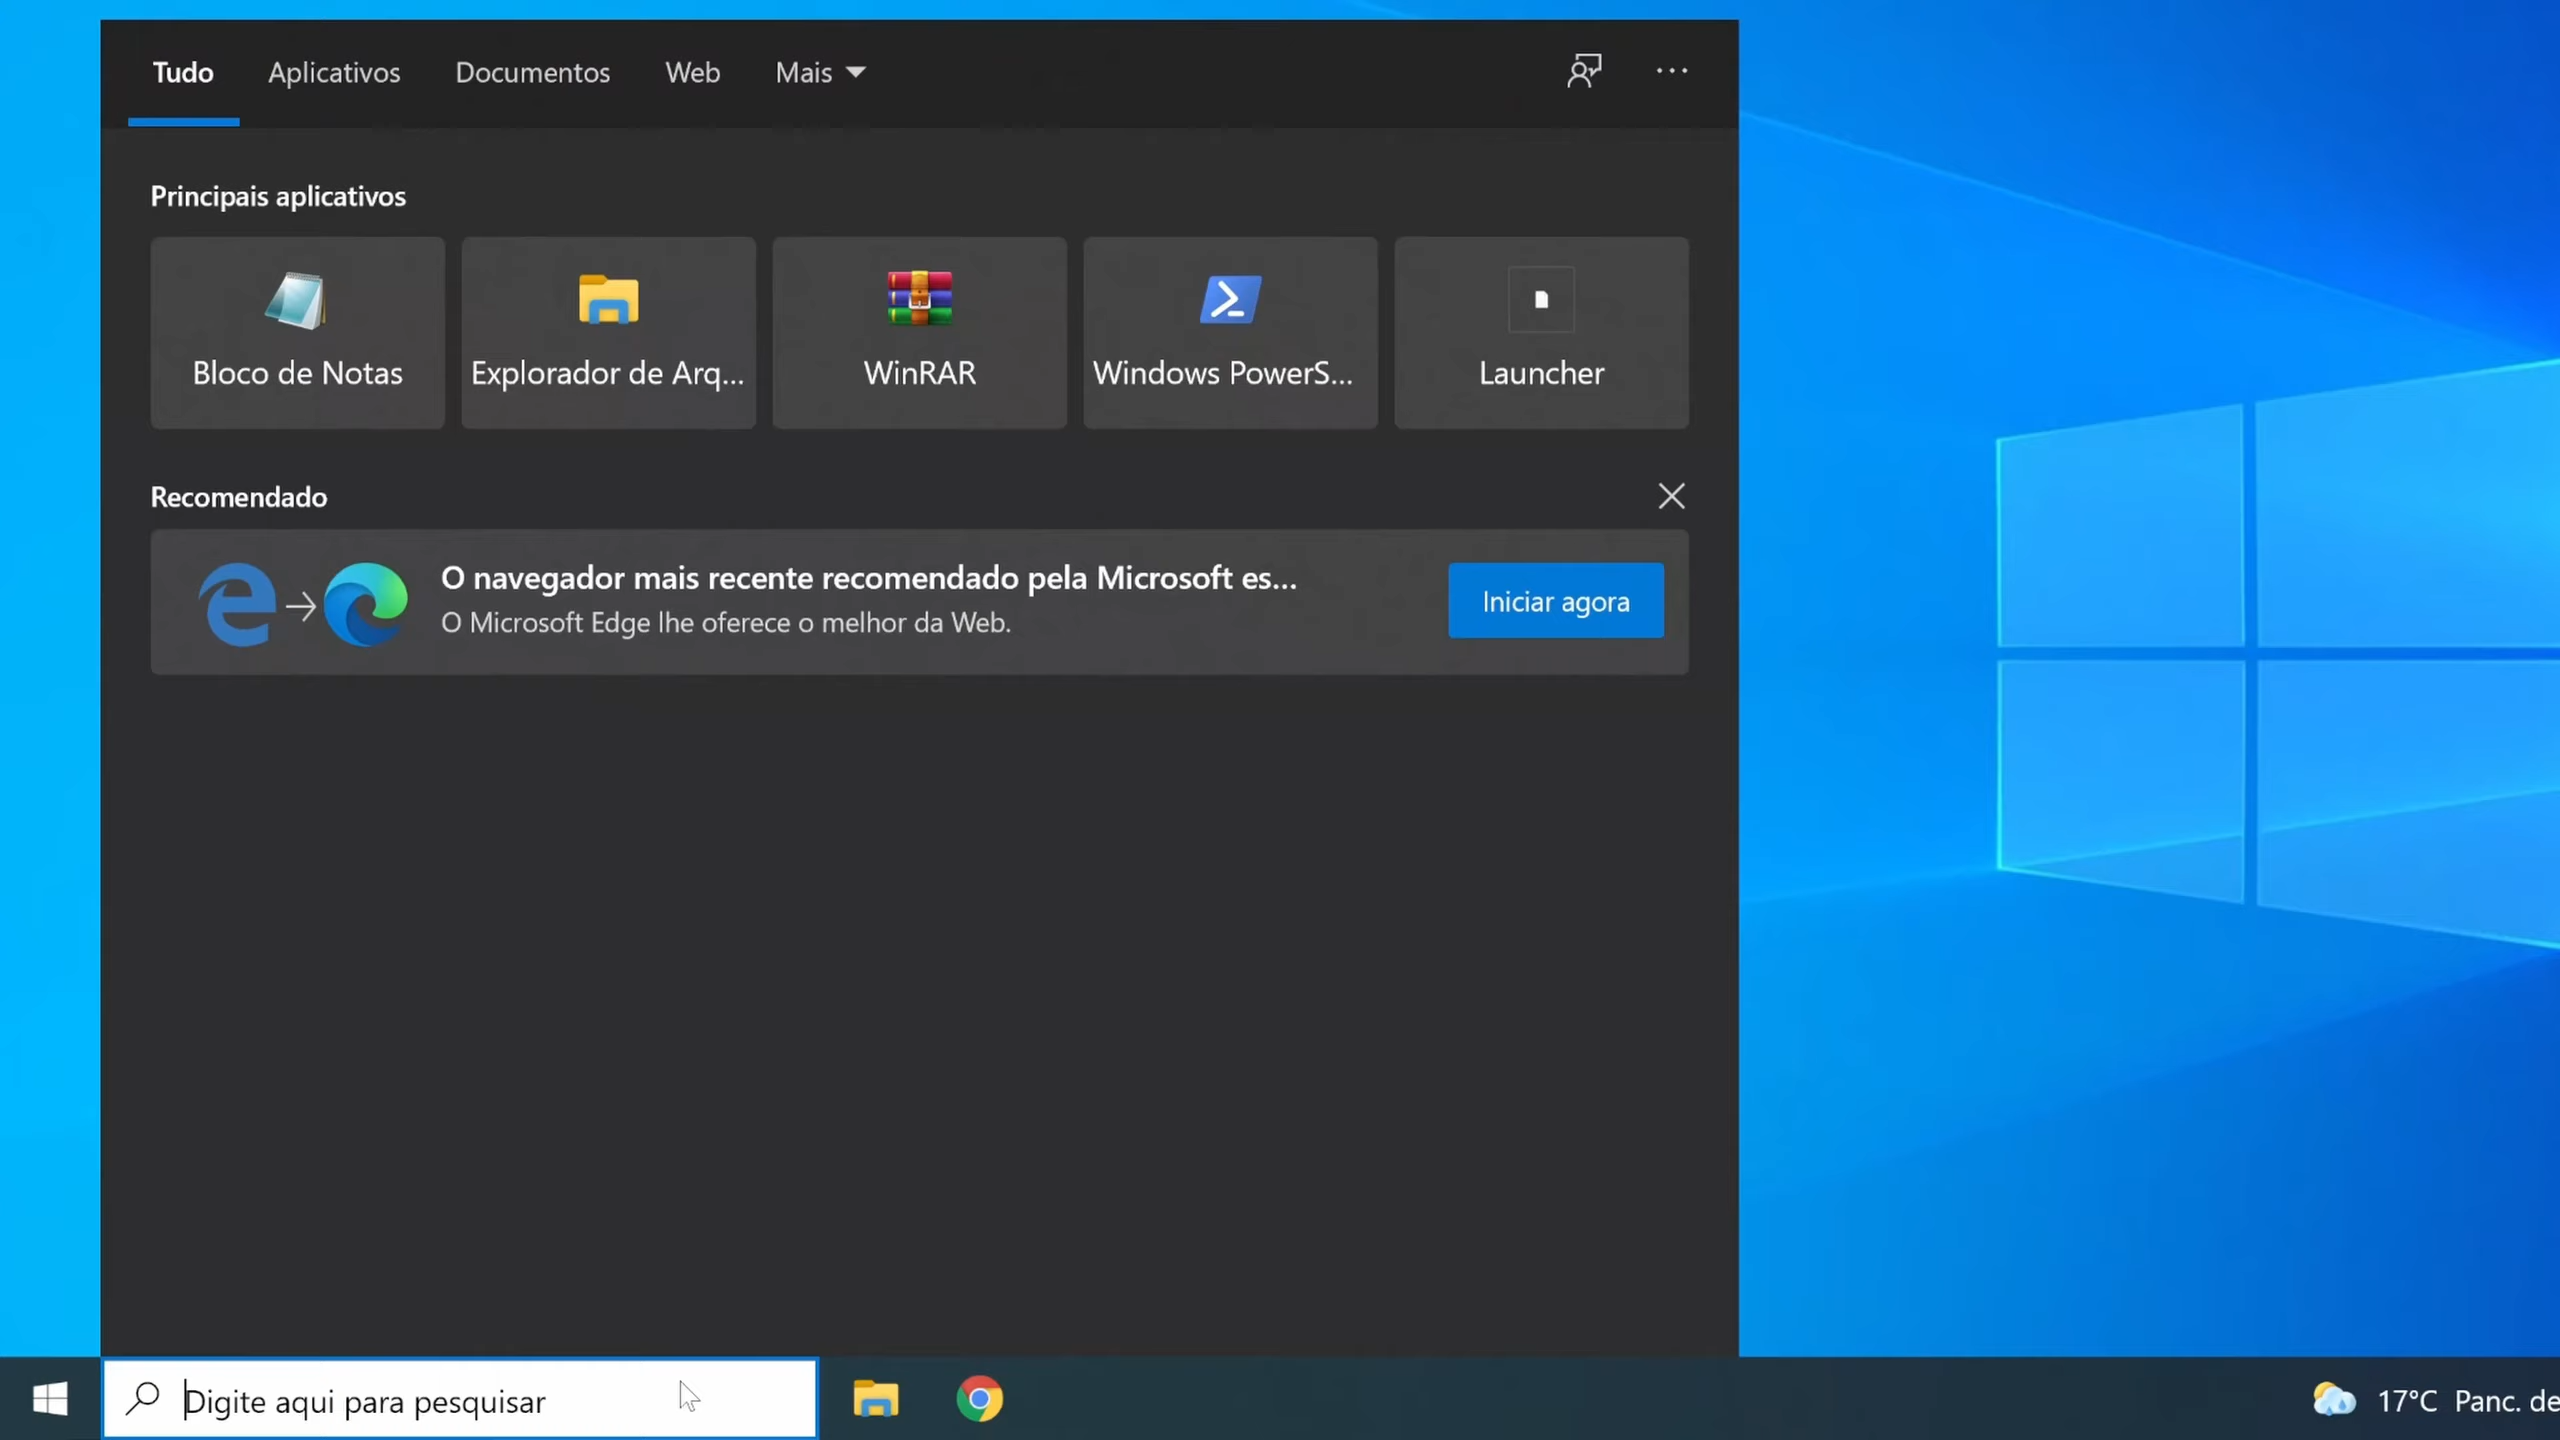 Tudo Aplicativos Documentos Web Mais
Principais aplicativos
Bloco de Notas Explorador de Arq... WinRAR Windows PowerS... Launcher
Recomendado
O navegador mais recente recomendado pela Microsoft es...
O Microsoft Edge lhe oferece o melhor da Web.
Iniciar agora
Digite aqui para pesquisar
17°C Panc. de